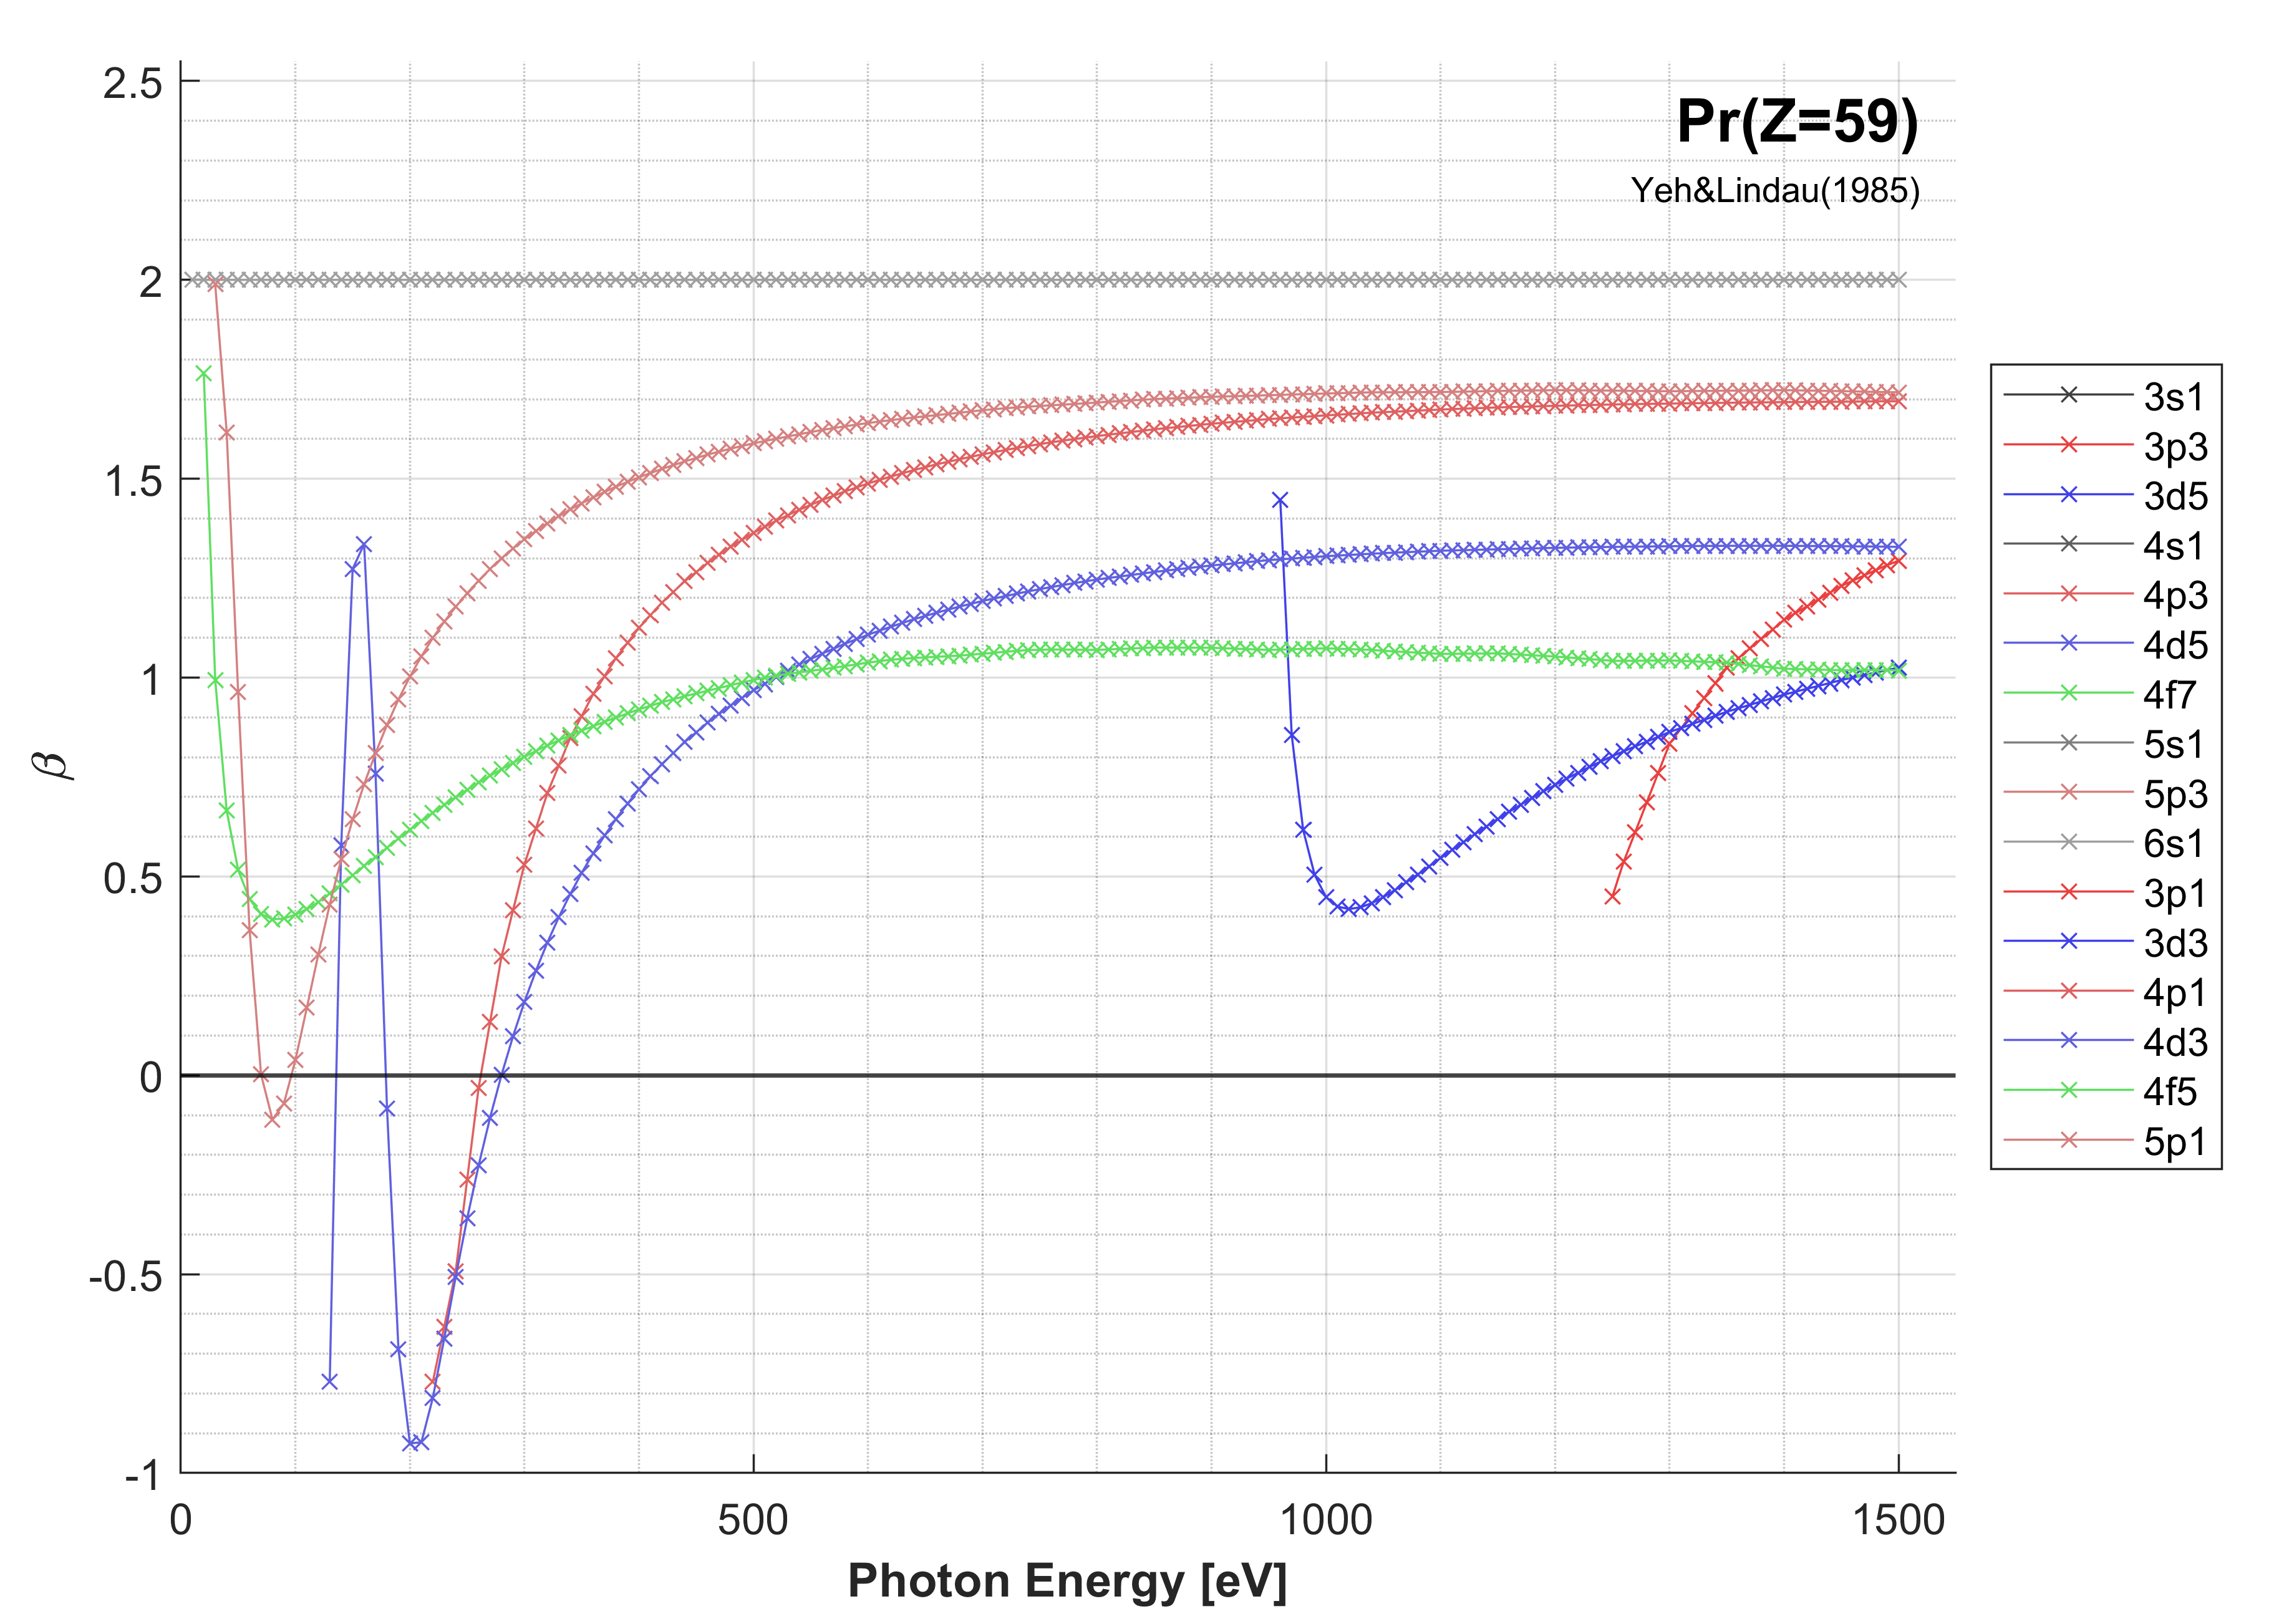 Pr(Z=59)
Yeh&Lindau(1985)
2.5
2
1.5
1
0.5
0
-0.5
-1
β
0 500 1000 1500
Photon Energy [eV]
3s1
3p3
3d5
4s1
4p3
4d5
4f7
5s1
5p3
6s1
3p1
3d3
4p1
4d3
4f5
5p1